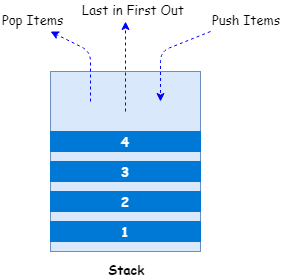 Last in First Out
Pop Items
Push Items
4
3
2
1
Stack